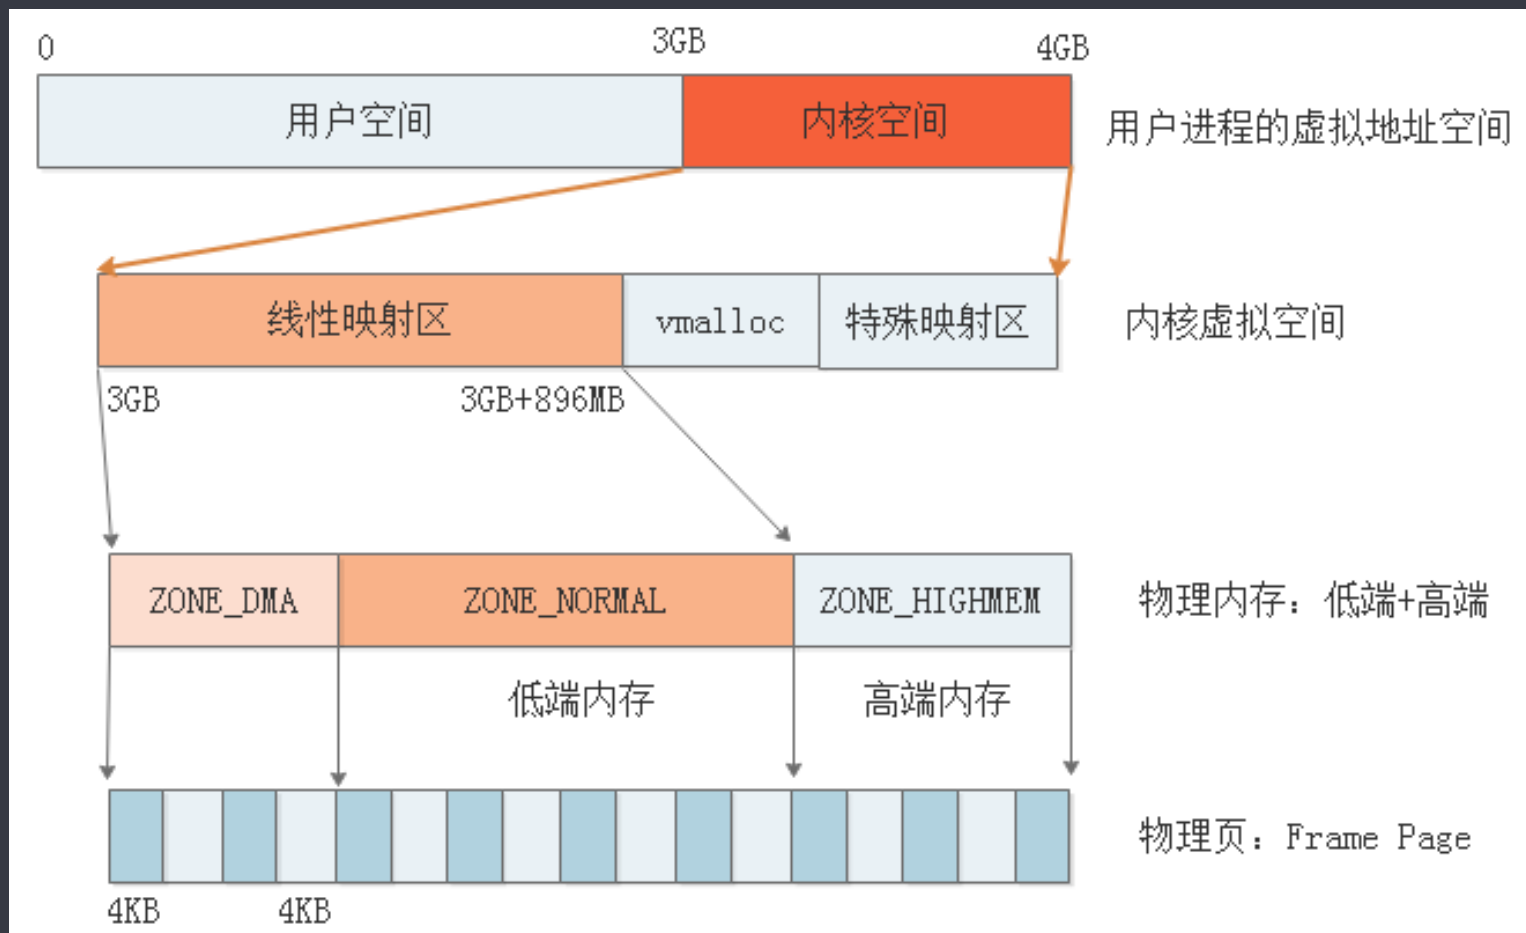 0
3GB
4GB
用户空间
内核空间
用户进程的虚拟地址空间
线性映射区
vmalloc
特殊映射区
内核虚拟空间
3GB
3GB+896MB
ZONE_DMA
ZONE_NORMAL
ZONE_HIGHMEM
物理内存：低端+高端
低端内存
高端内存
物理页：Frame Page
4KB
4KB